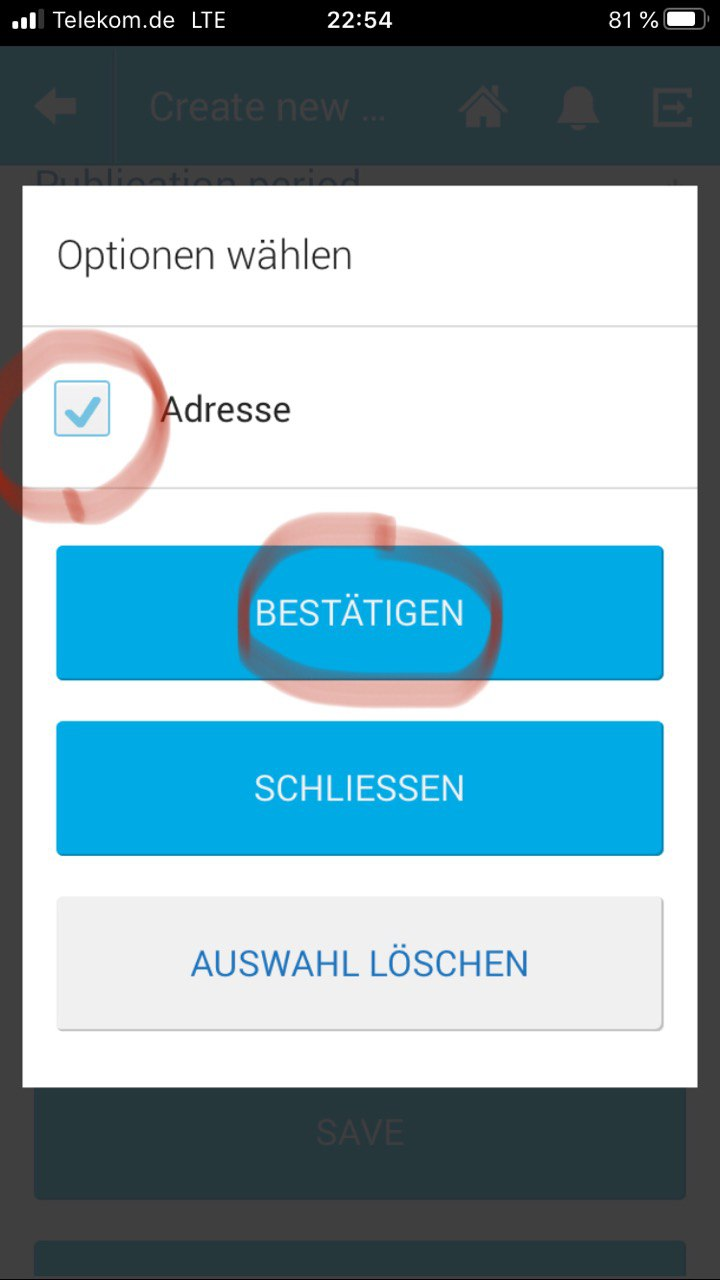 Telekom.de LTE 22:54 81 %
Create new ...
Publication period
Optionen wählen
Adresse
BESTÄTIGEN
SCHLIESSEN
AUSWAHL LÖSCHEN
SAVE